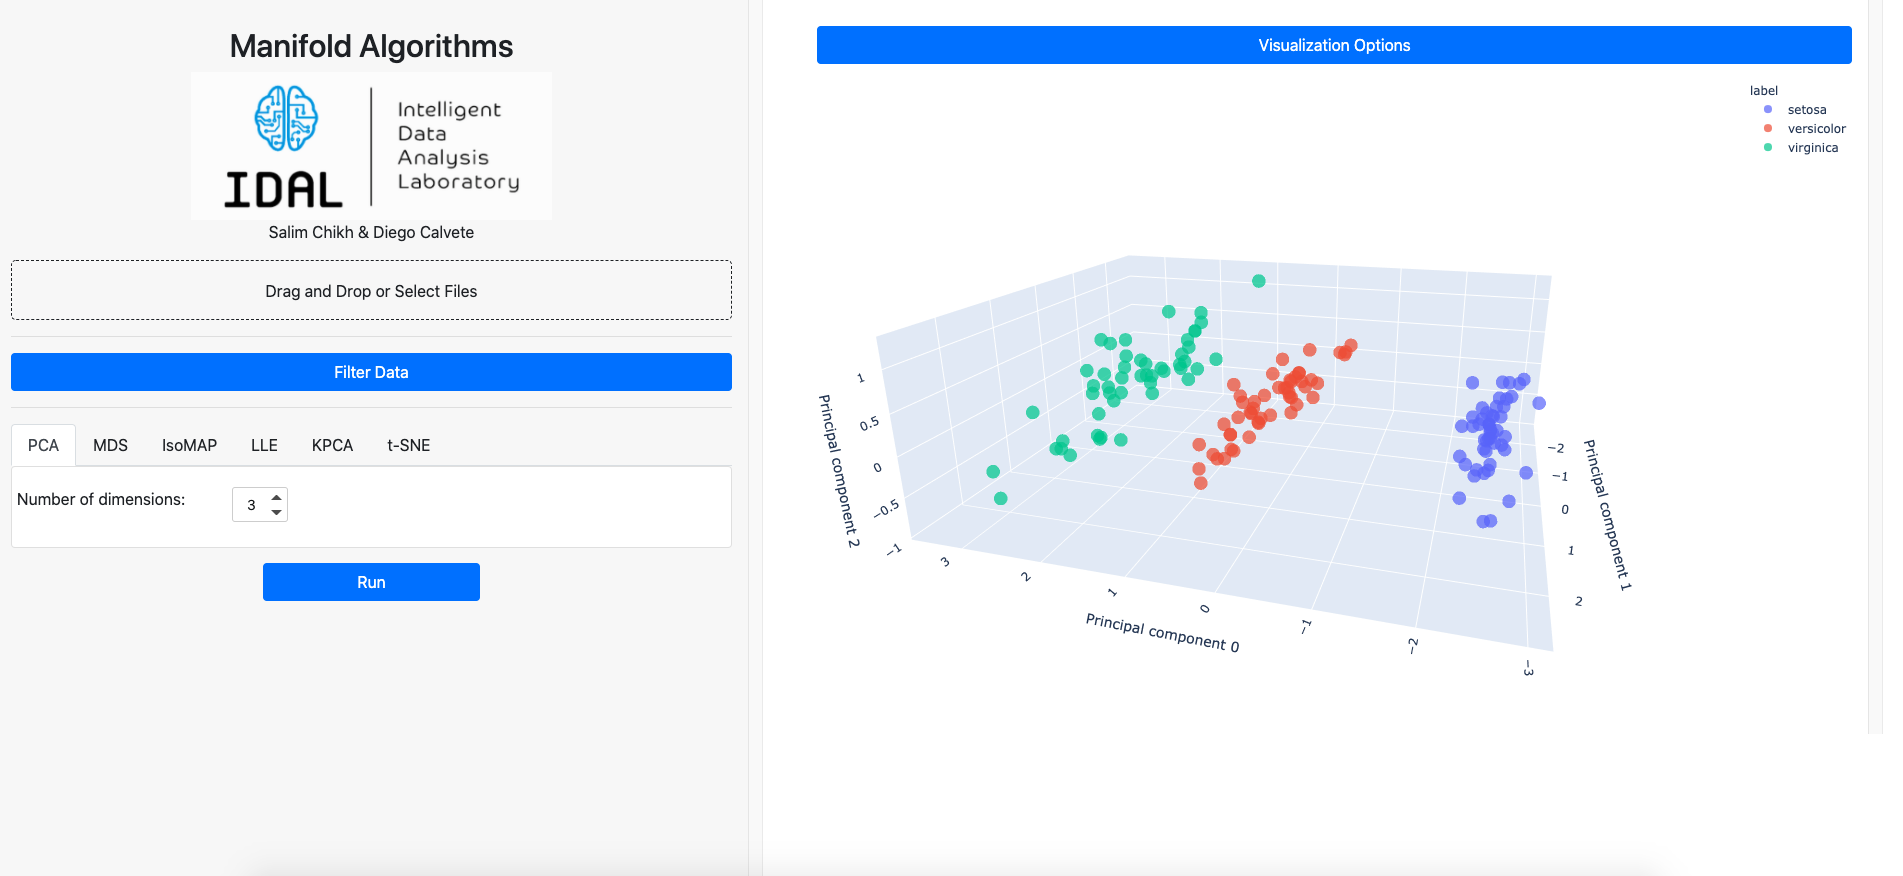 Manifold Algorithms
Intelligent
Data
Analysis
Laboratory
IDAL
Salim Chikh & Diego Calvete
Drag and Drop or Select Files
Filter Data
PCA MDS IsoMAP LLE KPCA t-SNE
Number of dimensions: 3
Run
Visualization Options
label
setosa
versicolor
virginica
1
0.5
0
−0.5
−1
Principal component 2
3
2
1
0
−1
−2
−3
Principal component 0
−2
−1
0
1
2
Principal component 1